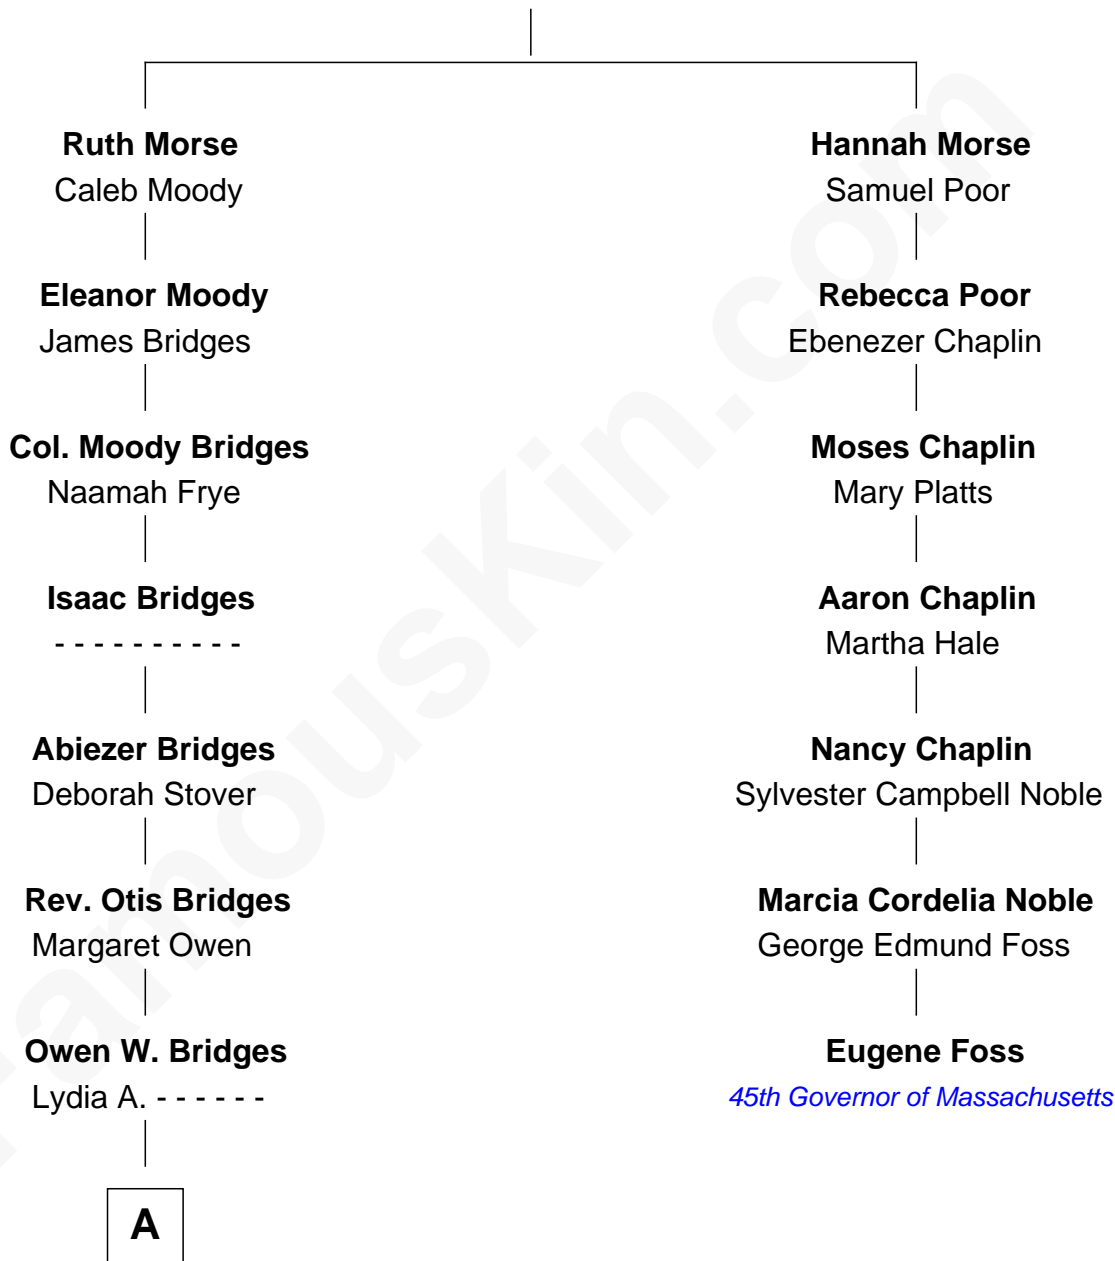 Ruth Morse
Caleb Moody
Eleanor Moody
James Bridges
Col. Moody Bridges
Naamah Frye
Isaac Bridges
- - - - - - - - - -
Abiezer Bridges
Deborah Stover
Rev. Otis Bridges
Margaret Owen
Owen W. Bridges
Lydia A. - - - - - -
A
Hannah Morse
Samuel Poor
Rebecca Poor
Ebenezer Chaplin
Moses Chaplin
Mary Platts
Aaron Chaplin
Martha Hale
Nancy Chaplin
Sylvester Campbell Noble
Marcia Cordelia Noble
George Edmund Foss
Eugene Foss
45th Governor of Massachusetts
FamousKin.com